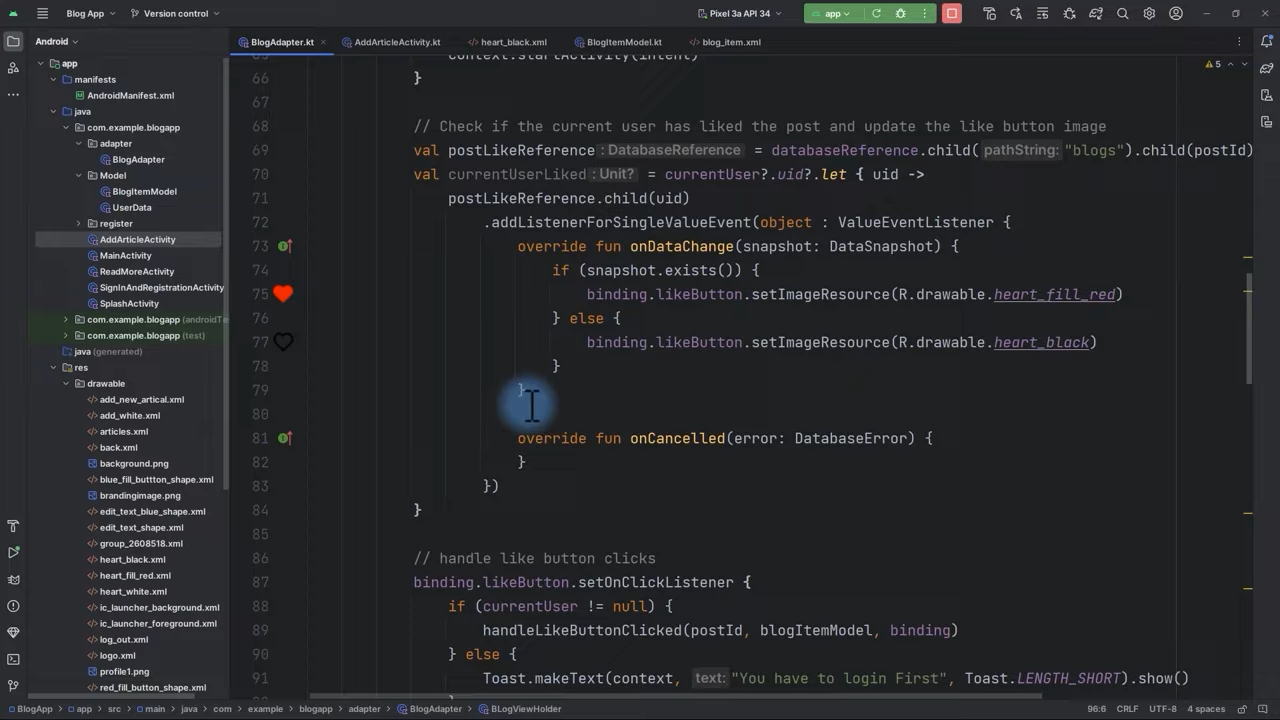 Blog App
Version control
Pixel 3a API 34
app
Android
BlogAdapter.kt
AddArticleActivity.kt
heart_black.xml
BlogItemModel.kt
blog_item.xml
app
manifests
AndroidManifest.xml
java
com.example.blogapp
adapter
BlogAdapter
Model
BlogItemModel
UserData
register
AddArticleActivity
MainActivity
ReadMoreActivity
SignInAndRegistrationActivity
SplashActivity
com.example.blogapp (androidTe
com.example.blogapp (test)
java (generated)
res
drawable
add_new_artical.xml
add_white.xml
articles.xml
back.xml
background.png
blue_fill_buttton_shape.xml
brandingimage.png
edit_text_blue_shape.xml
edit_text_shape.xml
group_2608518.xml
heart_black.xml
heart_fill_red.xml
heart_white.xml
ic_launcher_background.xml
ic_launcher_foreground.xml
log_out.xml
logo.xml
profile1.png
red_fill_button_shape.xml
5
65 context.startActivity(intent)
66 }
67
68 // Check if the current user has liked the post and update the like button image
69 val postLikeReference : DatabaseReference = databaseReference.child( pathString: "blogs").child(postId)
70 val currentUserLiked : Unit? = currentUser?.uid?.let { uid ->
71 postLikeReference.child(uid)
72 .addListenerForSingleValueEvent(object : ValueEventListener {
73 override fun onDataChange(snapshot: DataSnapshot) {
74 if (snapshot.exists()) {
75 binding.likeButton.setImageResource(R.drawable.heart_fill_red)
76 } else {
77 binding.likeButton.setImageResource(R.drawable.heart_black)
78 }
79 }
80
81 override fun onCancelled(error: DatabaseError) {
82 }
83 })
84 }
85
86 // handle like button clicks
87 binding.likeButton.setOnClickListener {
88 if (currentUser != null) {
89 handleLikeButtonClicked(postId, blogItemModel, binding)
90 } else {
91 Toast.makeText(context, text: "You have to login First", Toast.LENGTH_SHORT).show()
BlogApp > app > src > main > java > com > example > blogapp > adapter > BlogAdapter > BLogViewHolder
96:6 CRLF UTF-8 4 spaces